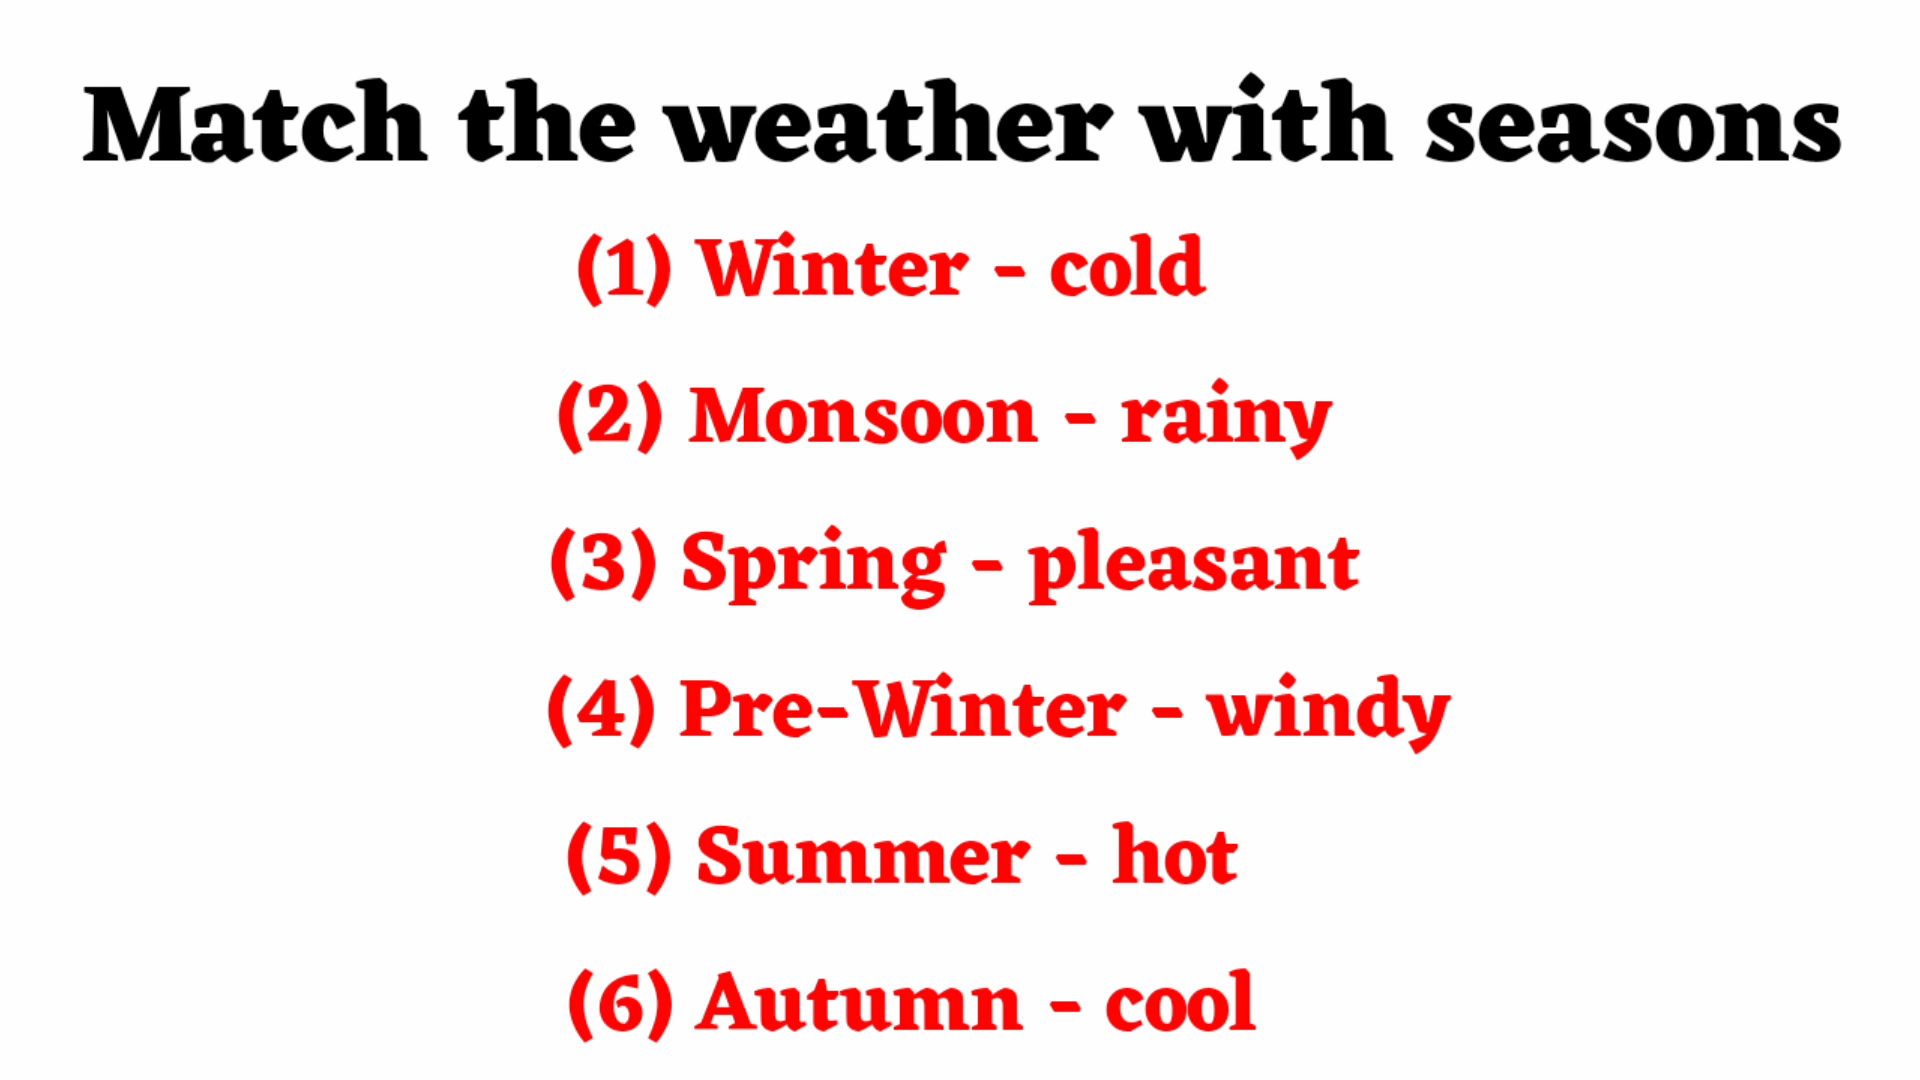 Match the weather with seasons
(1) Winter - cold
(2) Monsoon - rainy
(3) Spring - pleasant
(4) Pre-Winter - windy
(5) Summer - hot
(6) Autumn - cool